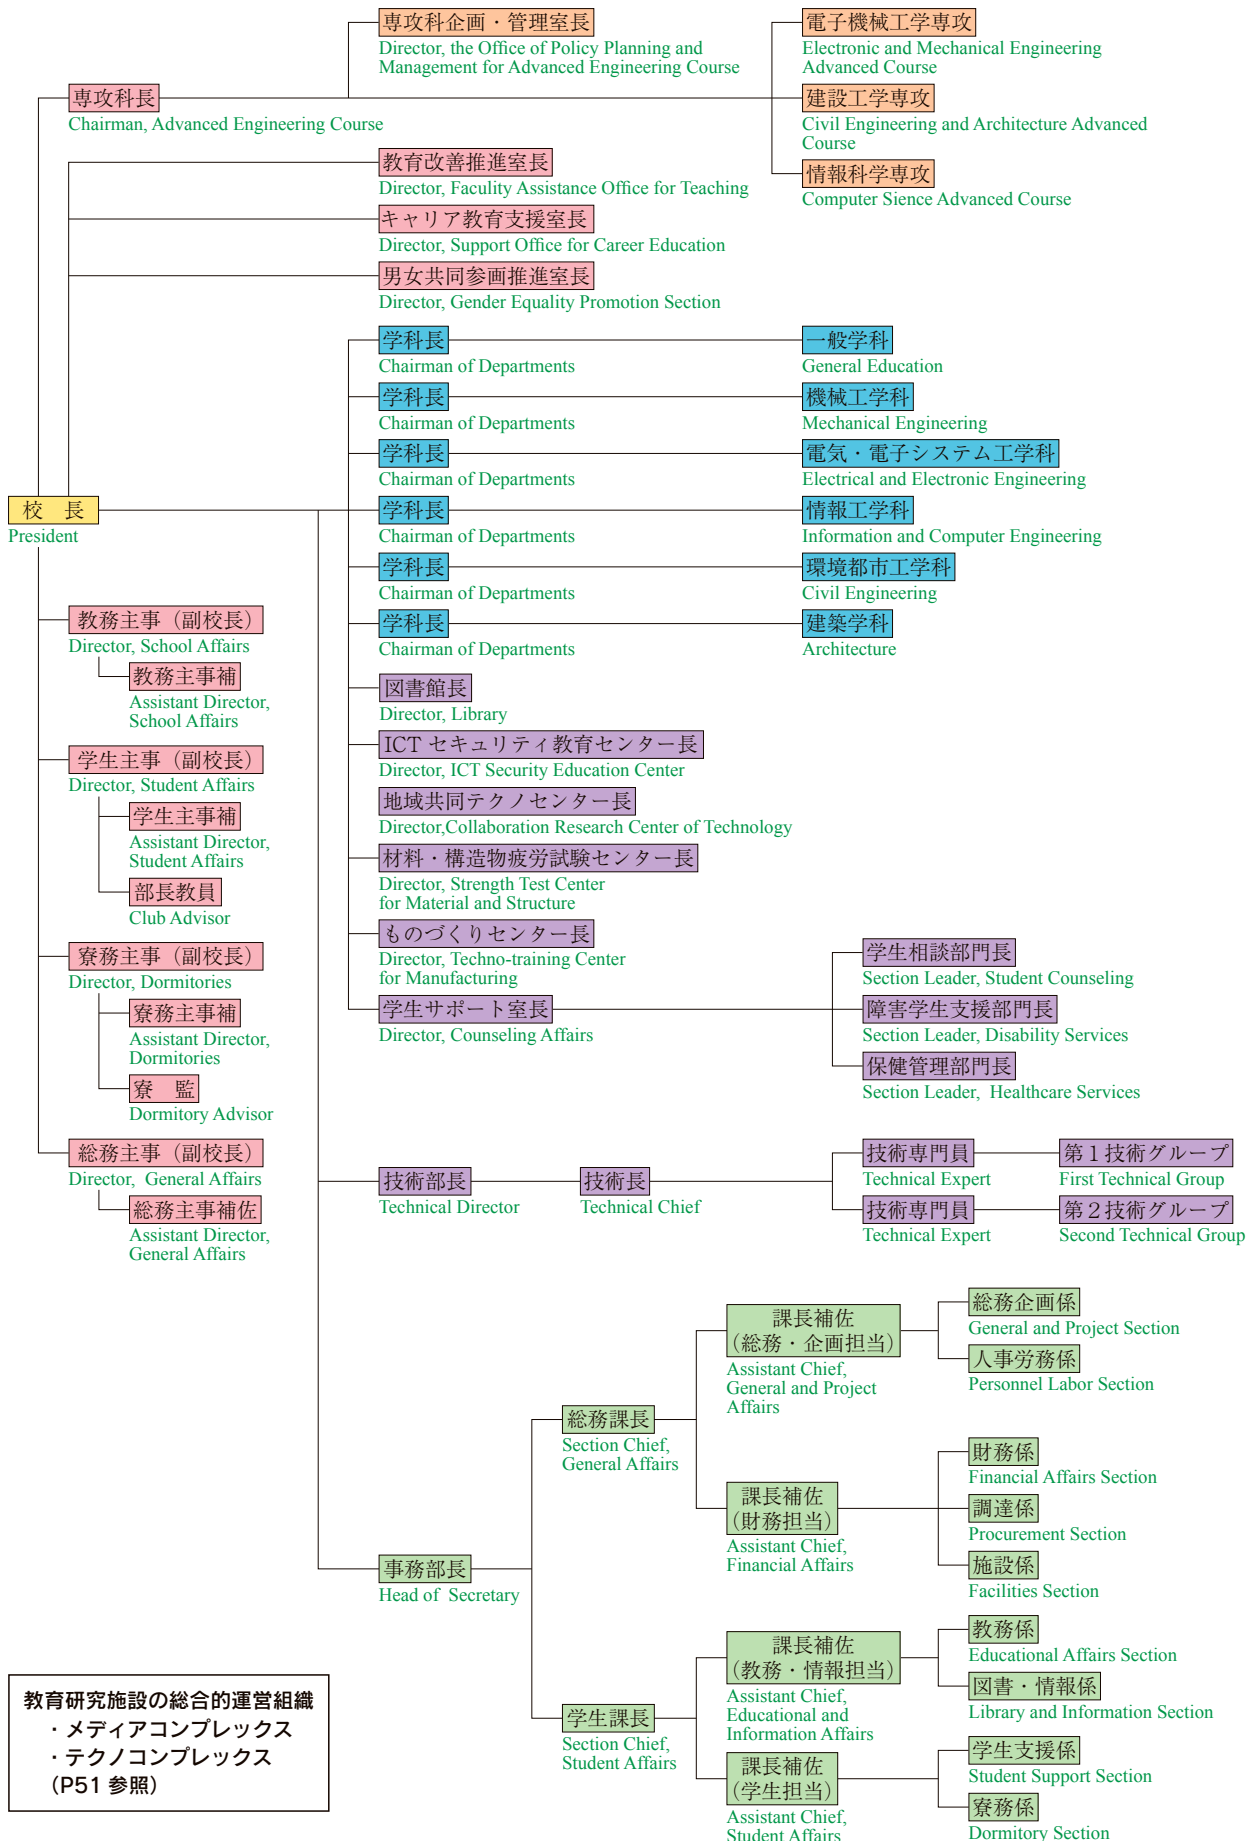 専攻科企画・管理室長
Director, the Office of Policy Planning and
Management for Advanced Engineering Course
電子機械工学専攻
Electronic and Mechanical Engineering
Advanced Course
専攻科長
Chairman, Advanced Engineering Course
建設工学専攻
Civil Engineering and Architecture Advanced
Course
情報科学専攻
Computer Sience Advanced Course
教育改善推進室長
Director, Faculty Assistance Office for Teaching
キャリア教育支援室長
Director, Support Office for Career Education
男女共同参画推進室長
Director, Gender Equality Promotion Section
学科長
Chairman of Departments
一般学科
General Education
学科長
Chairman of Departments
機械工学科
Mechanical Engineering
学科長
Chairman of Departments
電気・電子システム工学科
Electrical and Electronic Engineering
校　長
President
学科長
Chairman of Departments
情報工学科
Information and Computer Engineering
学科長
Chairman of Departments
環境都市工学科
Civil Engineering
学科長
Chairman of Departments
建築学科
Architecture
教務主事（副校長）
Director, School Affairs
教務主事補
Assistant Director,
School Affairs
学生主事（副校長）
Director, Student Affairs
学生主事補
Assistant Director,
Student Affairs
部長教員
Club Advisor
寮務主事（副校長）
Director, Dormitories
寮務主事補
Assistant Director,
Dormitories
寮　監
Dormitory Advisor
総務主事（副校長）
Director, General Affairs
総務主事補佐
Assistant Director,
General Affairs
図書館長
Director, Library
ICT セキュリティ教育センター長
Director, ICT Security Education Center
地域共同テクノセンター長
Director,Collaboration Research Center of Technology
材料・構造物疲労試験センター長
Director, Strength Test Center
for Material and Structure
ものづくりセンター長
Director, Techno-training Center
for Manufacturing
学生サポート室長
Director, Counseling Affairs
学生相談部門長
Section Leader, Student Counseling
障害学生支援部門長
Section Leader, Disability Services
保健管理部門長
Section Leader, Healthcare Services
技術部長
Technical Director
技術長
Technical Chief
技術専門員
Technical Expert
第１技術グループ
First Technical Group
技術専門員
Technical Expert
第２技術グループ
Second Technical Group
事務部長
Head of Secretary
総務課長
Section Chief,
General Affairs
課長補佐
（総務・企画担当）
Assistant Chief,
General and Project
Affairs
総務企画係
General and Project Section
人事労務係
Personnel Labor Section
課長補佐
（財務担当）
Assistant Chief,
Financial Affairs
財務係
Financial Affairs Section
調達係
Procurement Section
施設係
Facilities Section
学生課長
Section Chief,
Student Affairs
課長補佐
（教務・情報担当）
Assistant Chief,
Educational and
Information Affairs
教務係
Educational Affairs Section
図書・情報係
Library and Information Section
課長補佐
（学生担当）
Assistant Chief,
Student Affairs
学生支援係
Student Support Section
寮務係
Dormitory Section
教育研究施設の総合的運営組織
・メディアコンプレックス
・テクノコンプレックス
（P51 参照）